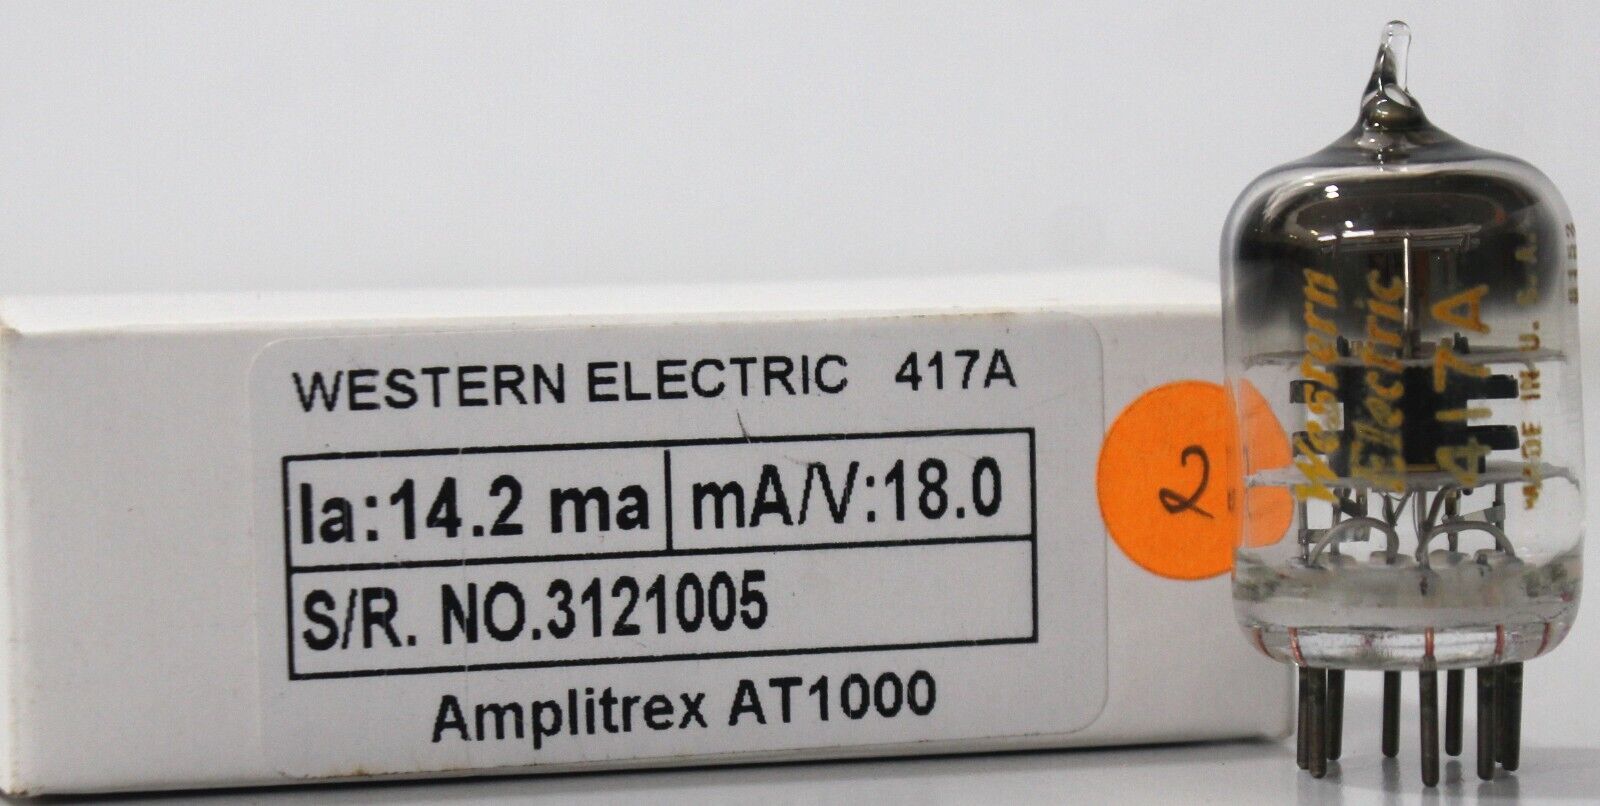 WESTERN ELECTRIC 417A
Ia:14.2 ma mA/V:18.0
S/R. NO.3121005
Amplitrex AT1000
2
Western
Electric
417A
MADE IN U.S.A.